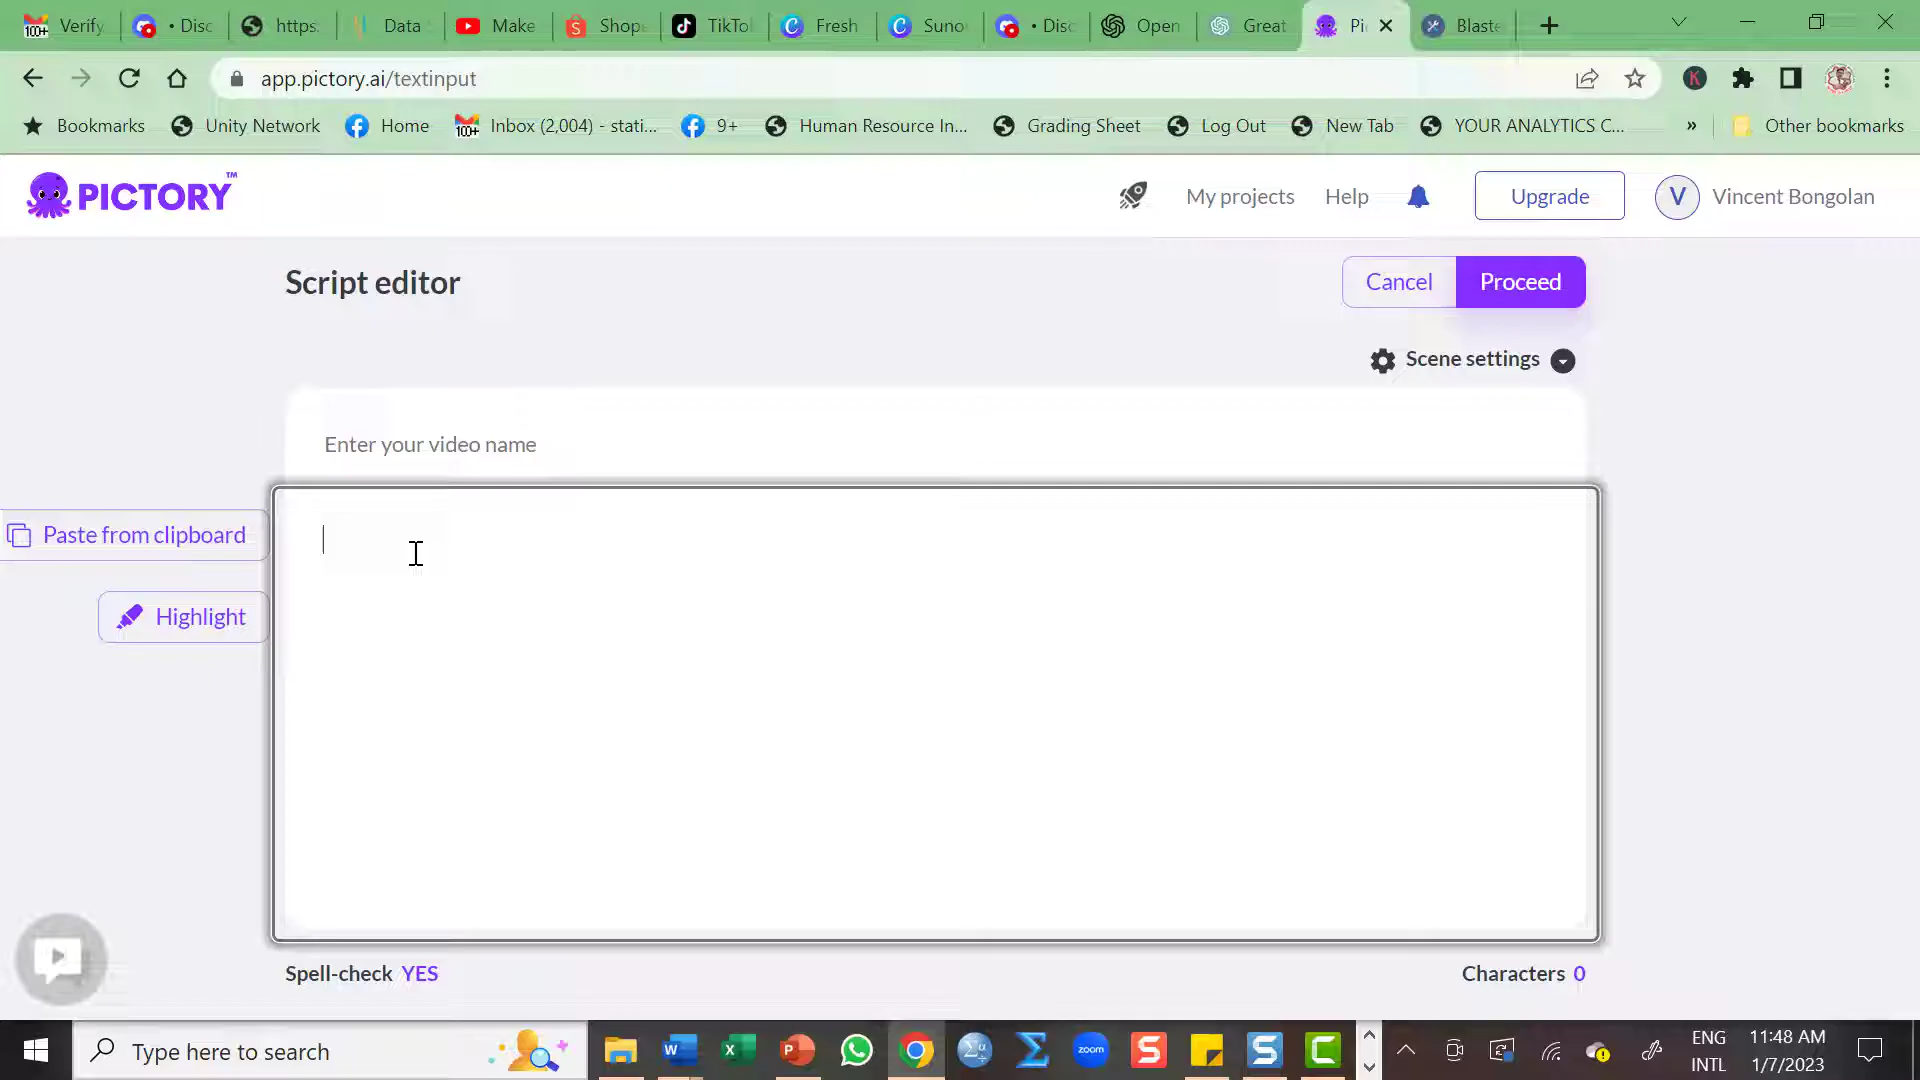 Verify
• Disc
https:
Data
Make
Shope
TikTo
Fresh
Suno
• Disc
Open
Great
Pi
Blaste
app.pictory.ai/textinput
K
Bookmarks
Unity Network
Home
100+
Inbox (2,004) - stati...
9+
Human Resource In...
Grading Sheet
Log Out
New Tab
YOUR ANALYTICS C...
»
Other bookmarks
PICTORY™
My projects
Help
Upgrade
V
Vincent Bongolan
Script editor
Cancel
Proceed
Scene settings
Enter your video name
Paste from clipboard
Highlight
Spell-check YES
Characters 0
Type here to search
zoom
ENG
INTL
11:48 AM
1/7/2023